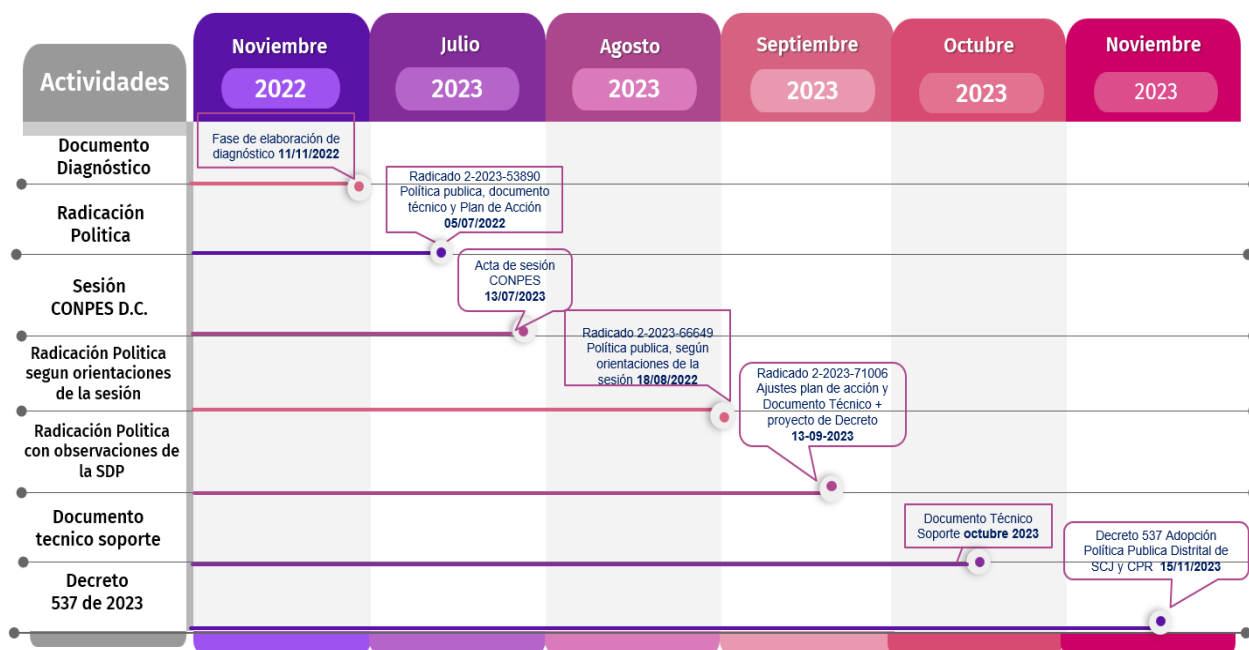 Actividades
Noviembre
2022
Julio
2023
Agosto
2023
Septiembre
2023
Octubre
2023
Noviembre
2023
Documento
Diagnóstico
Fase de elaboración de
diagnóstico 11/11/2022
Radicación
Politica
Radicado 2-2023-53890
Política publica, documento
técnico y Plan de Acción
05/07/2022
Sesión
CONPES D.C.
Acta de sesión
CONPES
13/07/2023
Radicación Politica
segun orientaciones
de la sesión
Radicado 2-2023-66649
Política publica, según
orientaciones de la
sesión 18/08/2022
Radicación Politica
con observaciones de
la SDP
Radicado 2-2023-71006
Ajustes plan de acción y
Documento Técnico +
proyecto de Decreto
13-09-2023
Documento
tecnico soporte
Documento Técnico
Soporte octubre 2023
Decreto
537 de 2023
Decreto 537 Adopción
Política Publica Distrital de
SCJ y CPR 15/11/2023